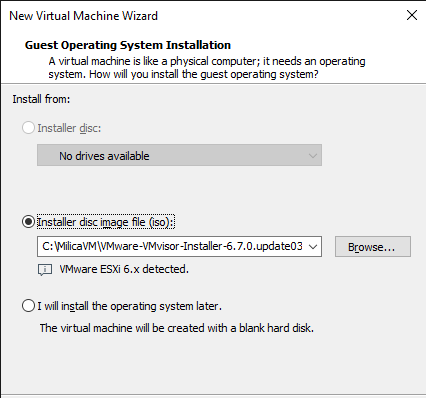 New Virtual Machine Wizard
Guest Operating System Installation
A virtual machine is like a physical computer; it needs an operating
system. How will you install the guest operating system?
Install from:
Installer disc:
No drives available
Installer disc image file (iso):
C:\MilicaVM\VMware-VMvisor-Installer-6.7.0.update03
Browse...
VMware ESXi 6.x detected.
I will install the operating system later.
The virtual machine will be created with a blank hard disk.